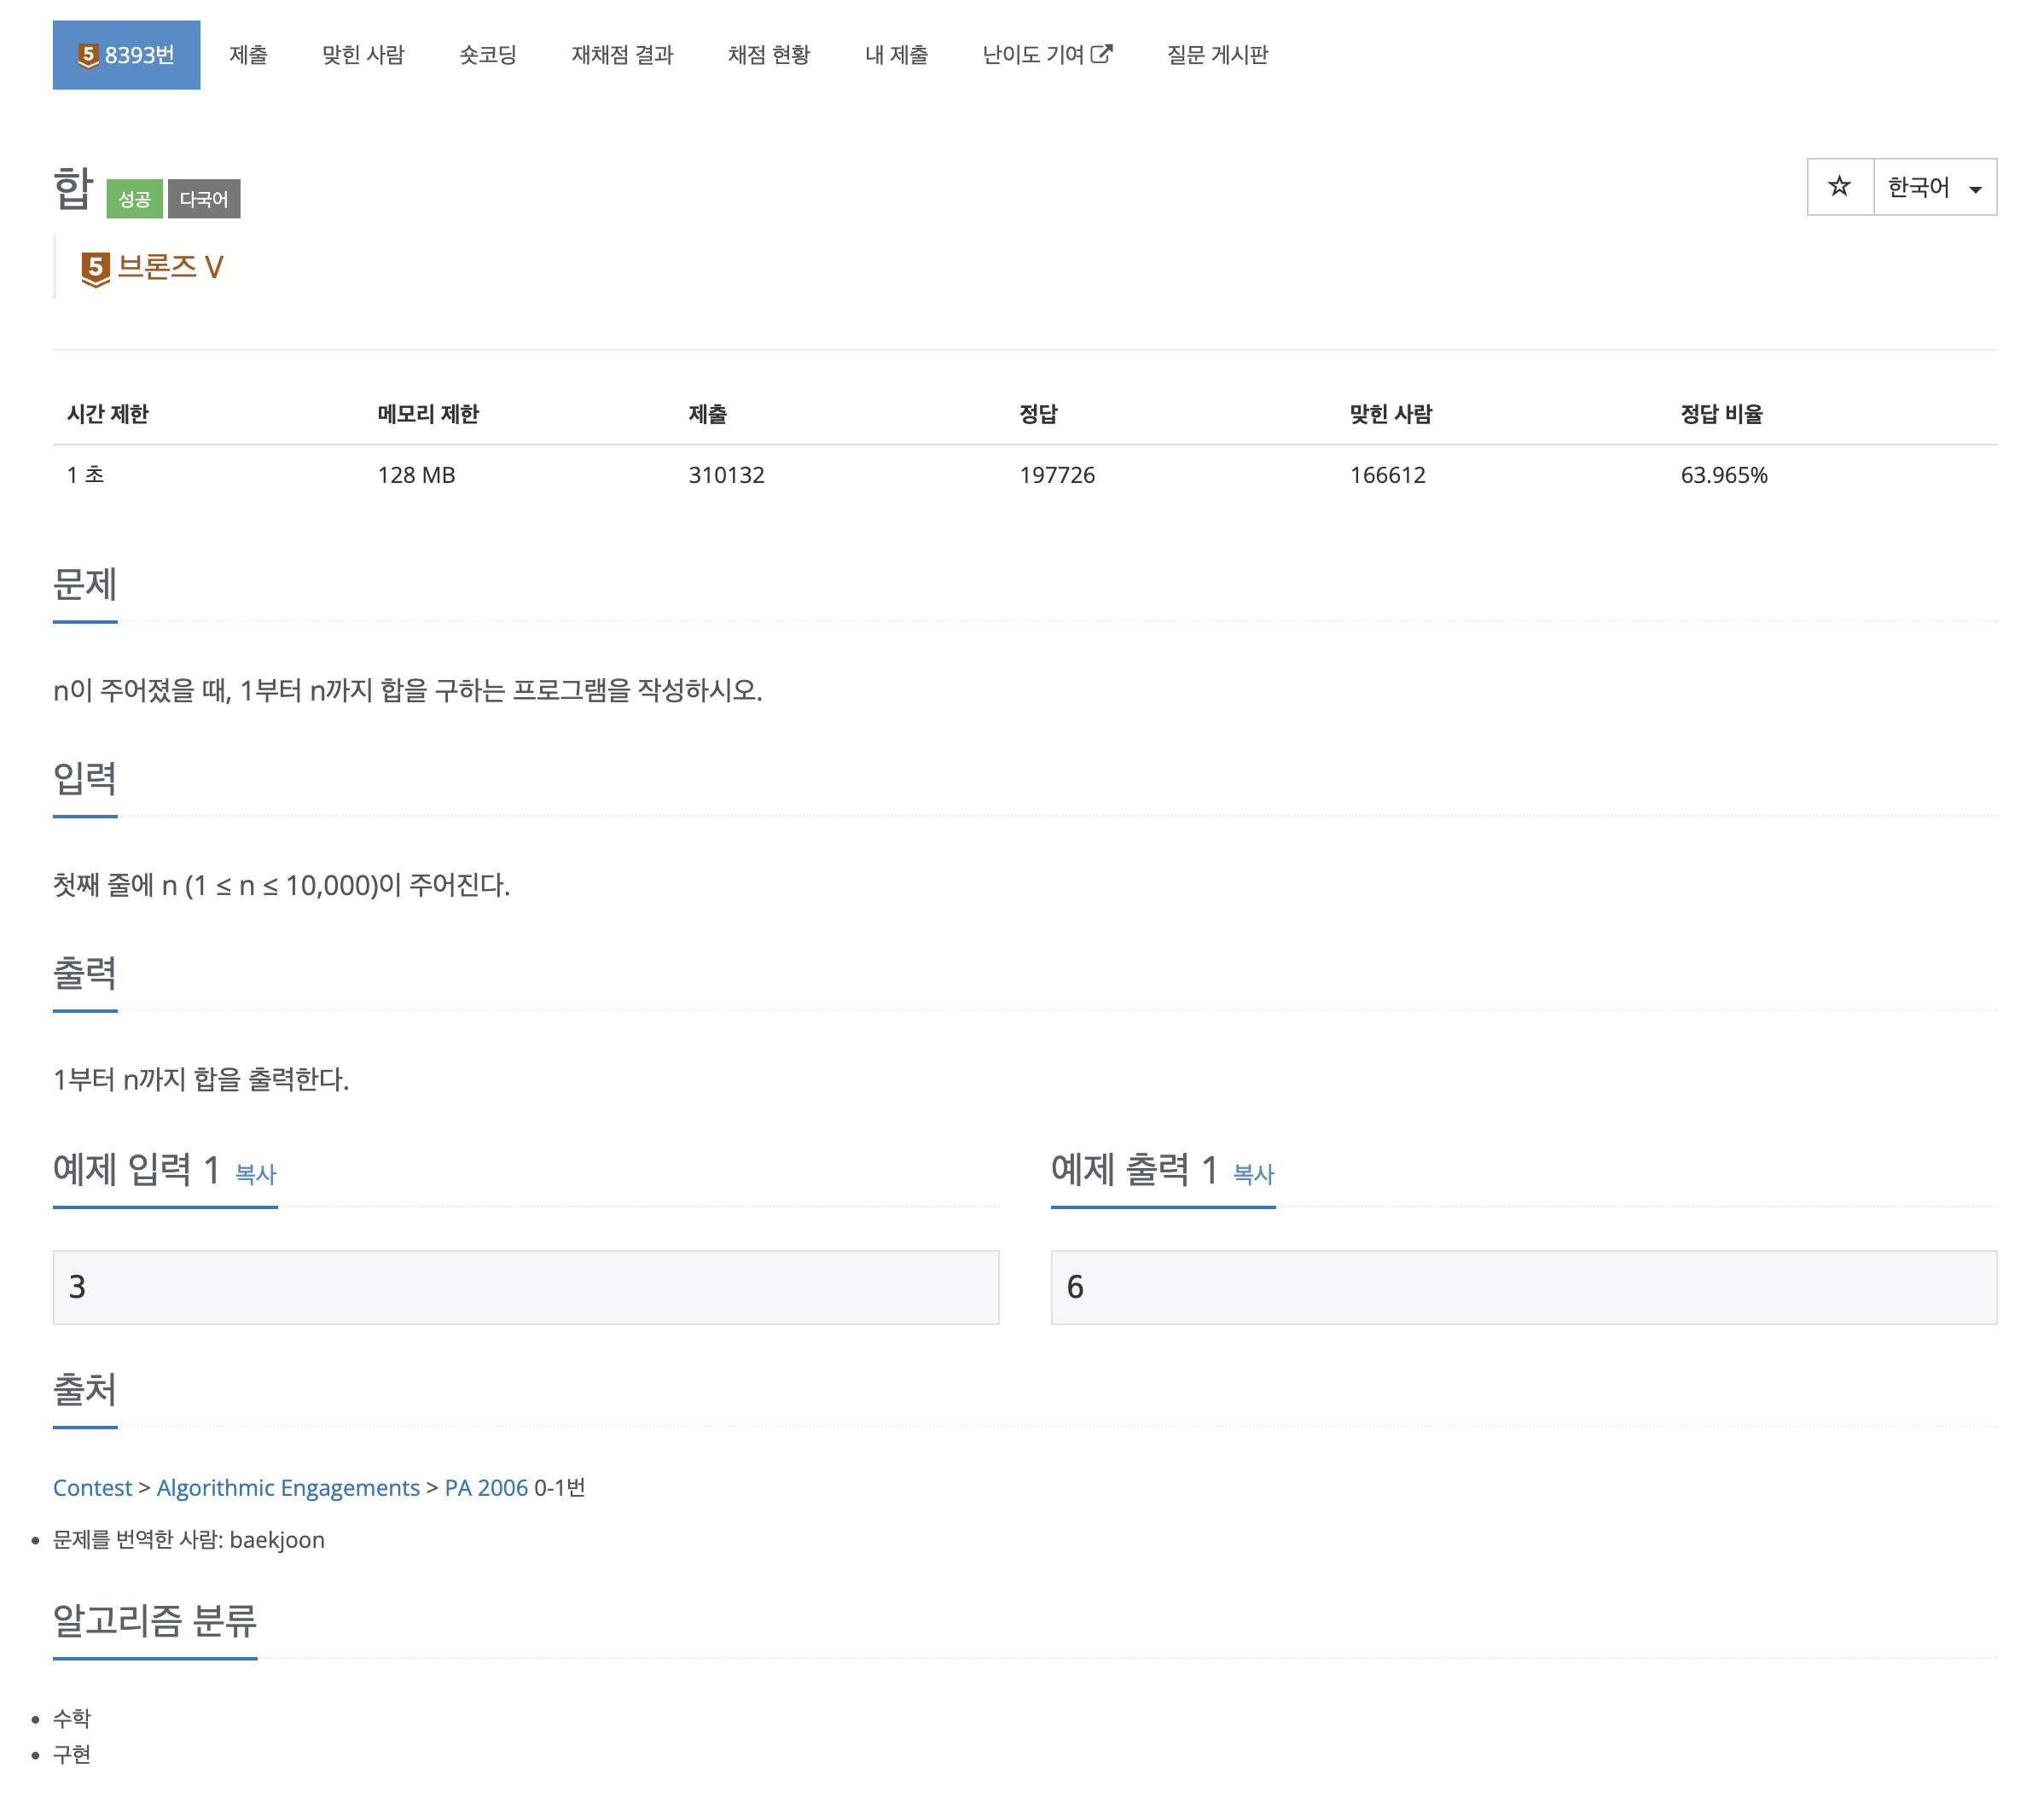 5 8393번 제출 맞힌 사람 숏코딩 재채점 결과 채점 현황 내 제출 난이도 기여 질문 게시판
합 성공 다국어 한국어
5 브론즈 V
시간 제한 메모리 제한 제출 정답 맞힌 사람 정답 비율
1 초 128 MB 310132 197726 166612 63.965%
문제
n이 주어졌을 때, 1부터 n까지 합을 구하는 프로그램을 작성하시오.
입력
첫째 줄에 n (1 ≤ n ≤ 10,000)이 주어진다.
출력
1부터 n까지 합을 출력한다.
예제 입력 1 복사
3
예제 출력 1 복사
6
출처
Contest > Algorithmic Engagements > PA 2006 0-1번
문제를 번역한 사람: baekjoon
알고리즘 분류
수학
구현